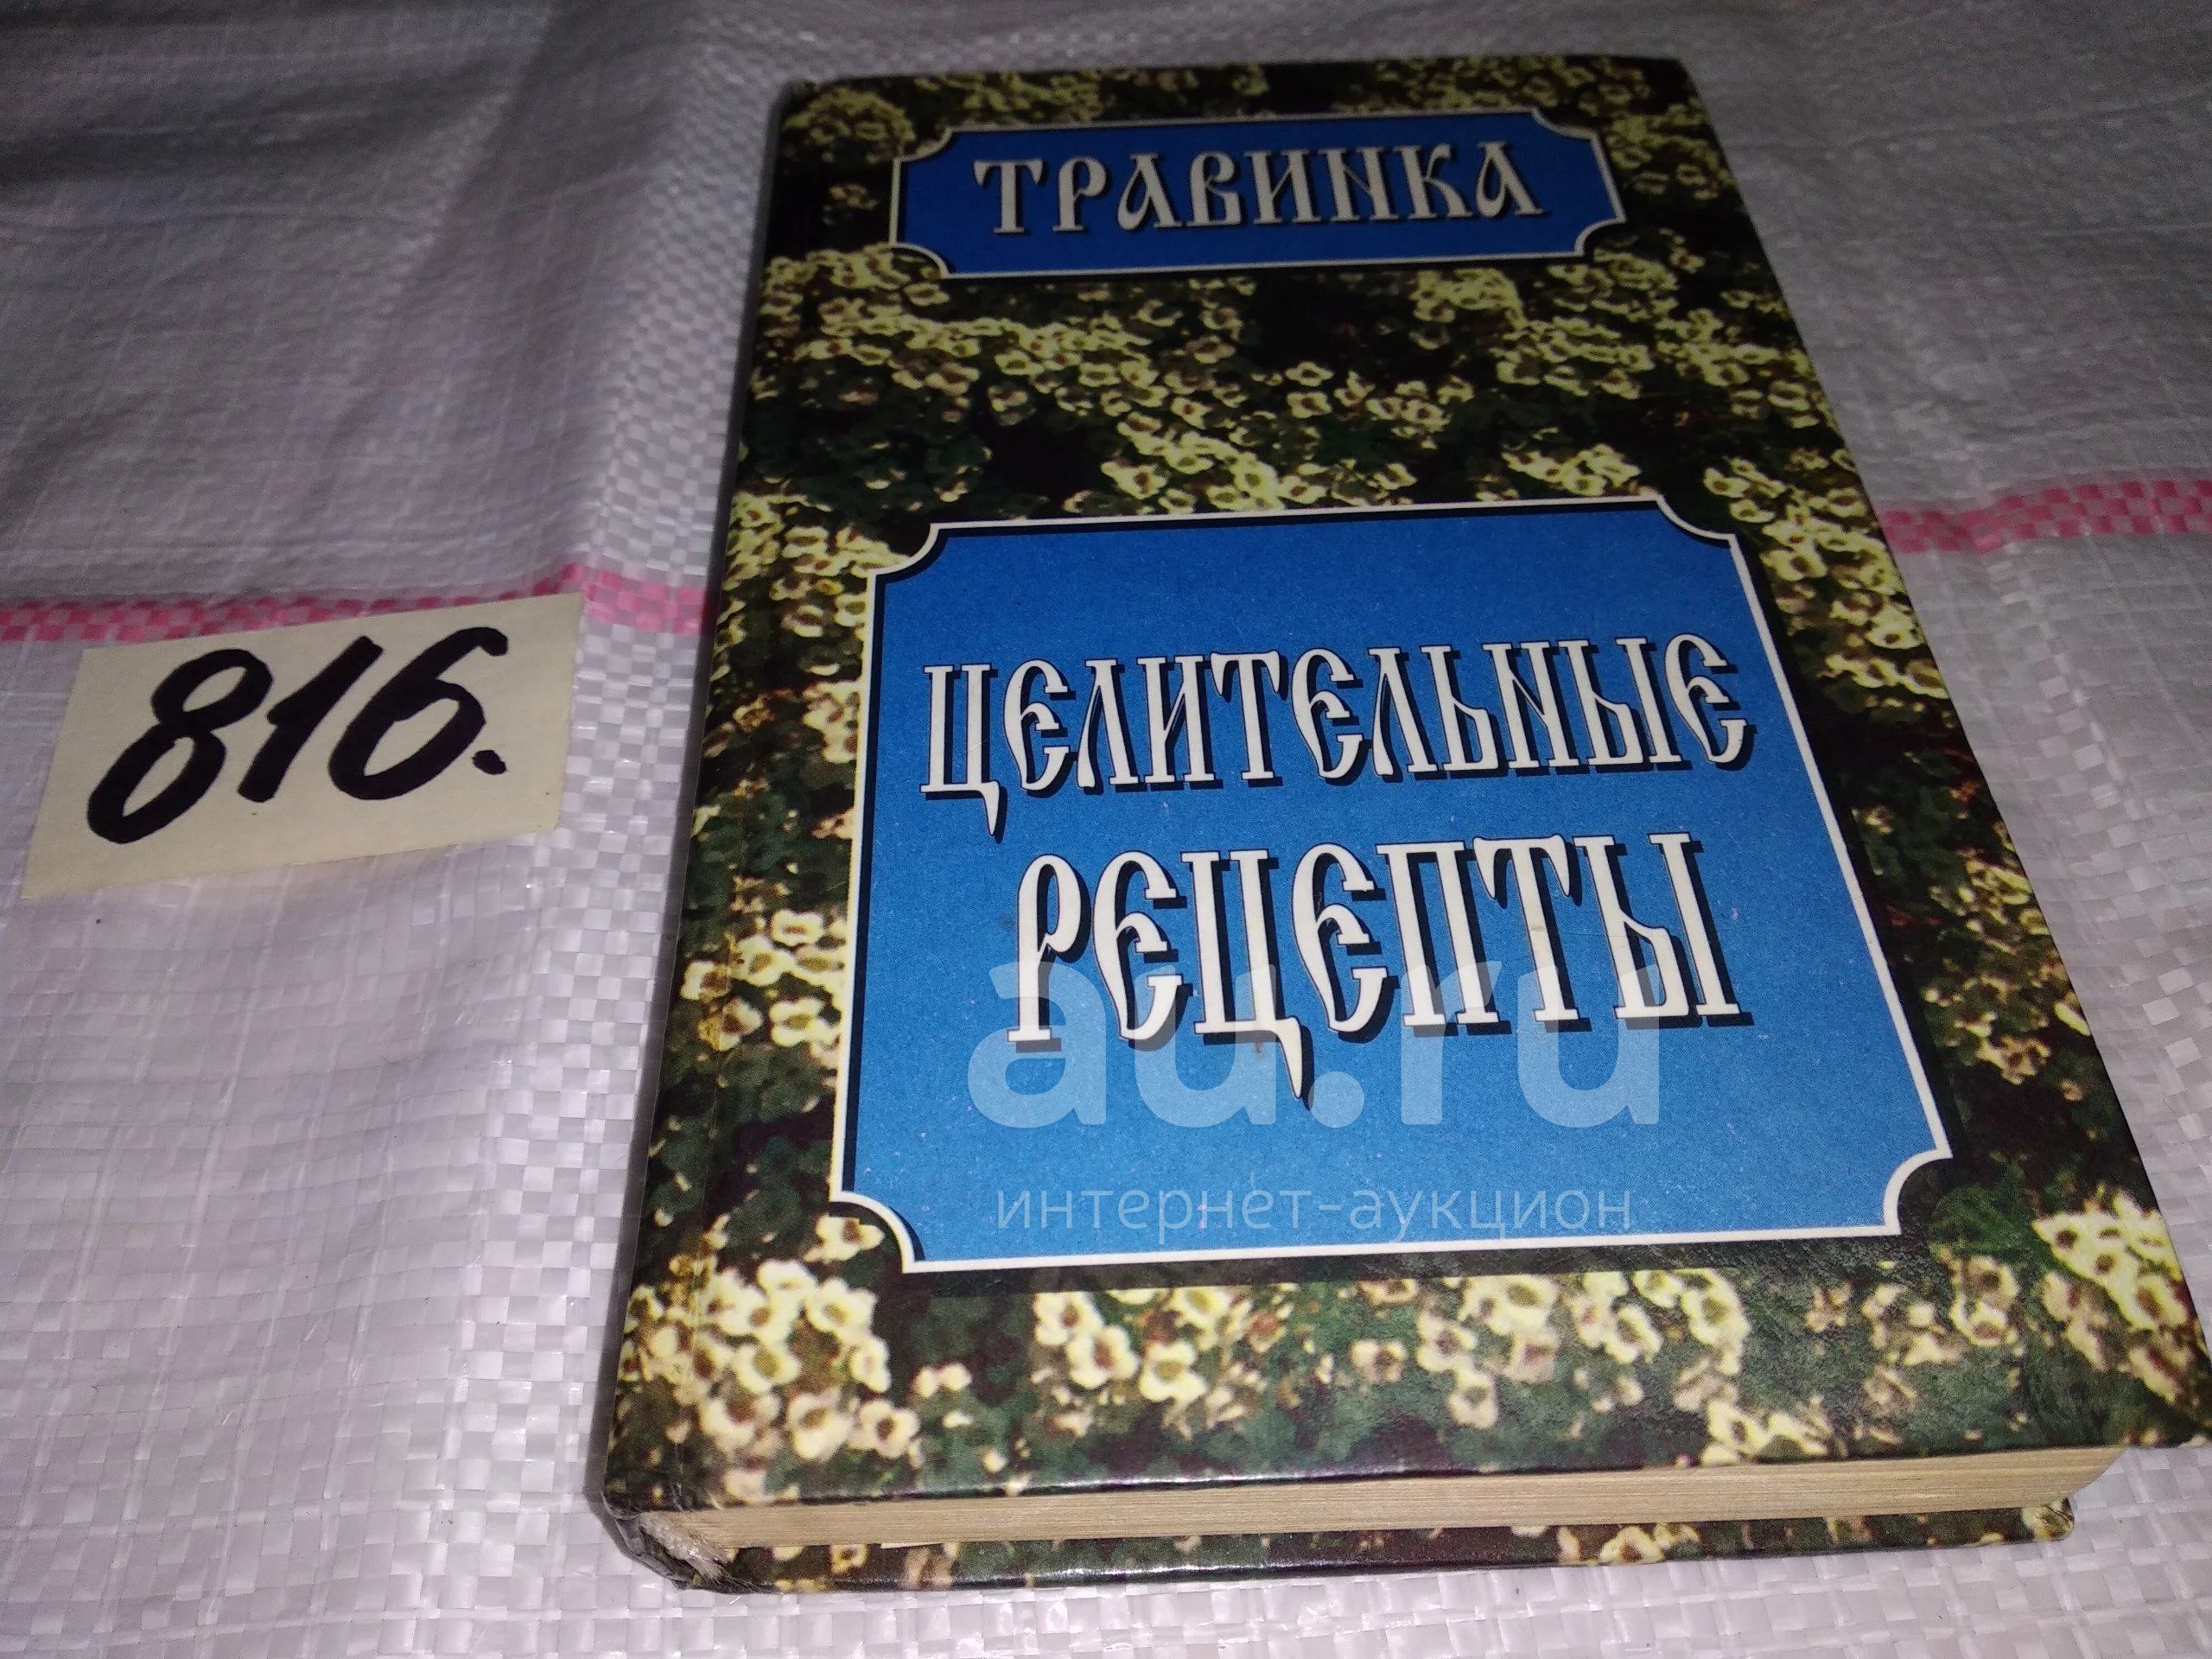 ТРАВИНКА
816.
ЦЕЛИТЕЛЬНЫЕ
РЕЦЕПТЫ
au.ru
интернет-аукцион